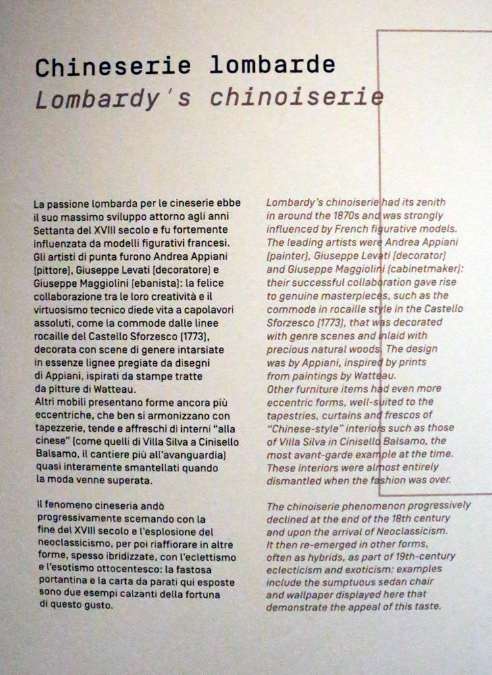 Chineserie lombarde
Lombardy's chinoiserie
La passione lombarda per le cineserie ebbe
il suo massimo sviluppo attorno agli anni
Settanta del XVIII secolo e fu fortemente
influenzata da modelli figurativi francesi.
Gli artisti di punta furono Andrea Appiani
[pittore], Giuseppe Levati [decoratore] e
Giuseppe Maggiolini [ebanista]: la felice
collaborazione tra le loro creatività e il
virtuosismo tecnico diede vita a capolavori
assoluti, come la commode dalle linee
rocaille del Castello Sforzesco [1773],
decorata con scene di genere intarsiate
in essenze lignee pregiate da disegni
di Appiani, ispirati da stampe tratte
da pitture di Watteau.
Altri mobili presentano forme ancora più
eccentriche, che ben si armonizzano con
tappezzerie, tende e affreschi di interni “alla
cinese” [come quelli di Villa Silva a Cinisello
Balsamo, il cantiere più all'avanguardia]
quasi interamente smantellati quando
la moda venne superata.
Il fenomeno cineseria andò
progressivamente scemando con la
fine del XVIII secolo e l'esplosione del
neoclassicismo, per poi riaffiorare in altre
forme, spesso ibridizzate, con l'eclettismo
e l'esotismo ottocentesco: la fastosa
portantina e la carta da parati qui esposte
sono due esempi calzanti della fortuna
di questo gusto.
Lombardy's chinoiserie had its zenith
in around the 1870s and was strongly
influenced by French figurative models.
The leading artists were Andrea Appiani
[painter], Giuseppe Levati [decorator]
and Giuseppe Maggiolini [cabinetmaker]:
their successful collaboration gave rise
to genuine masterpieces, such as the
commode in rocaille style in the Castello
Sforzesco [1773], that was decorated
with genre scenes and inlaid with
precious natural woods. The design
was by Appiani, inspired by prints
from paintings by Watteau.
Other furniture items had even more
eccentric forms, well-suited to the
tapestries, curtains and frescos of
“Chinese-style” interiors such as those
of Villa Silva in Cinisello Balsamo, the
most avant-garde example at the time.
These interiors were almost entirely
dismantled when the fashion was over.
The chinoiserie phenomenon progressively
declined at the end of the 18th century
and upon the arrival of Neoclassicism.
It then re-emerged in other forms,
often as hybrids, as part of 19th-century
eclecticism and exoticism: examples
include the sumptuous sedan chair
and wallpaper displayed here that
demonstrate the appeal of this taste.